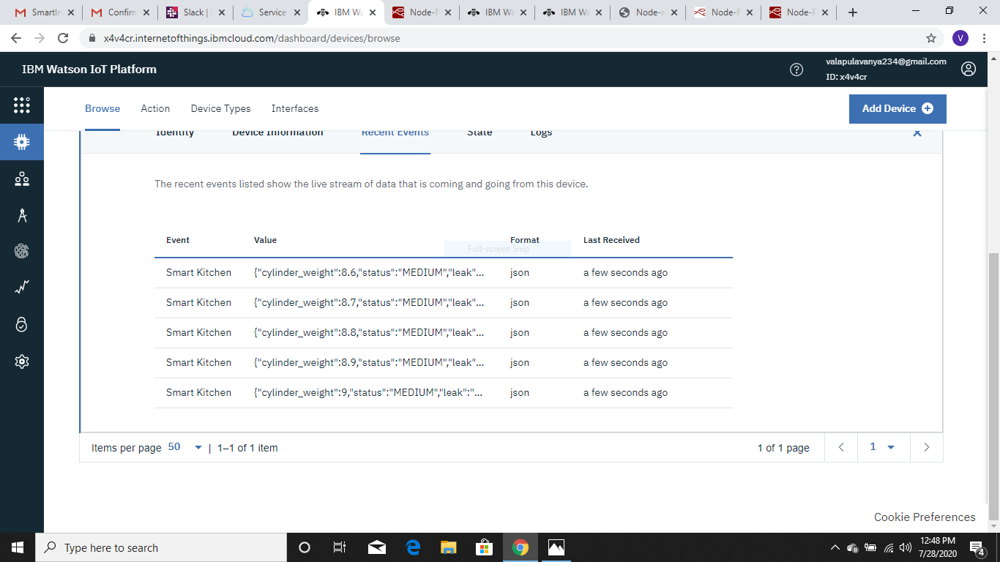 SmartIn
Confirm
Slack |
Service
IBM Wa
Node-F
IBM Wa
IBM Wa
Node-r
Node-F
Node-F
x4v4cr.internetofthings.ibmcloud.com/dashboard/devices/browse
V
IBM Watson IoT Platform
valapulavanya234@gmail.com
ID: x4v4cr
Browse
Action
Device Types
Interfaces
Add Device
Identity
Device Information
Recent Events
State
Logs
The recent events listed show the live stream of data that is coming and going from this device.
Event Value Format Last Received
Full-screen Snip
Smart Kitchen {"cylinder_weight":8.6,"status":"MEDIUM","leak"... json a few seconds ago
Smart Kitchen {"cylinder_weight":8.7,"status":"MEDIUM","leak"... json a few seconds ago
Smart Kitchen {"cylinder_weight":8.8,"status":"MEDIUM","leak"... json a few seconds ago
Smart Kitchen {"cylinder_weight":8.9,"status":"MEDIUM","leak"... json a few seconds ago
Smart Kitchen {"cylinder_weight":9,"status":"MEDIUM","leak":"... json a few seconds ago
Items per page 50 | 1–1 of 1 item
1 of 1 page
1
Cookie Preferences
Type here to search
12:48 PM
7/28/2020
4